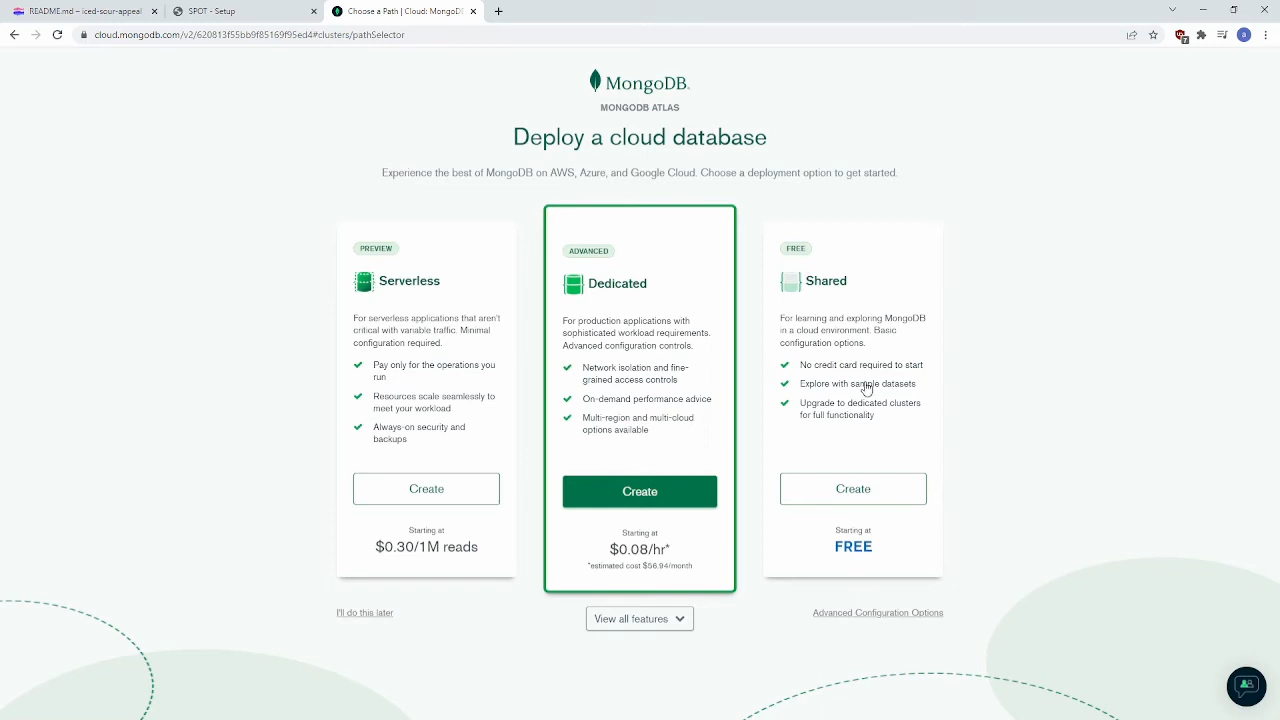 README.md – iced-sour-appeal
SPOT - Setup
Choose a Path | Cloud: MongoDB
cloud.mongodb.com/v2/620813f55bb9f85169f95ed4#clusters/pathSelector
MongoDB.
MONGODB ATLAS
Deploy a cloud database
Experience the best of MongoDB on AWS, Azure, and Google Cloud. Choose a deployment option to get started.
PREVIEW
Serverless
For serverless applications that aren't
critical with variable traffic. Minimal
configuration required.
Pay only for the operations you
run
Resources scale seamlessly to
meet your workload
Always-on security and
backups
Create
Starting at
$0.30/1M reads
ADVANCED
Dedicated
For production applications with
sophisticated workload requirements.
Advanced configuration controls.
Network isolation and fine-
grained access controls
On-demand performance advice
Multi-region and multi-cloud
options available
Create
Starting at
$0.08/hr*
*estimated cost $56.94/month
FREE
Shared
For learning and exploring MongoDB
in a cloud environment. Basic
configuration options.
No credit card required to start
Explore with sample datasets
Upgrade to dedicated clusters
for full functionality
Create
Starting at
FREE
I'll do this later
View all features
Advanced Configuration Options